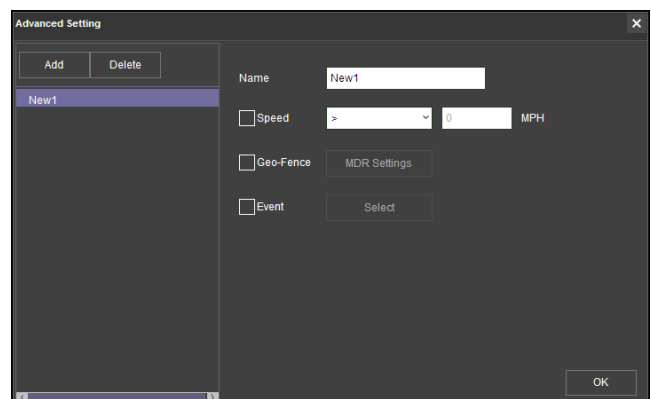 Advanced Setting
Add Delete
New1
Name New1
Speed > 0 MPH
Geo-Fence MDR Settings
Event Select
OK